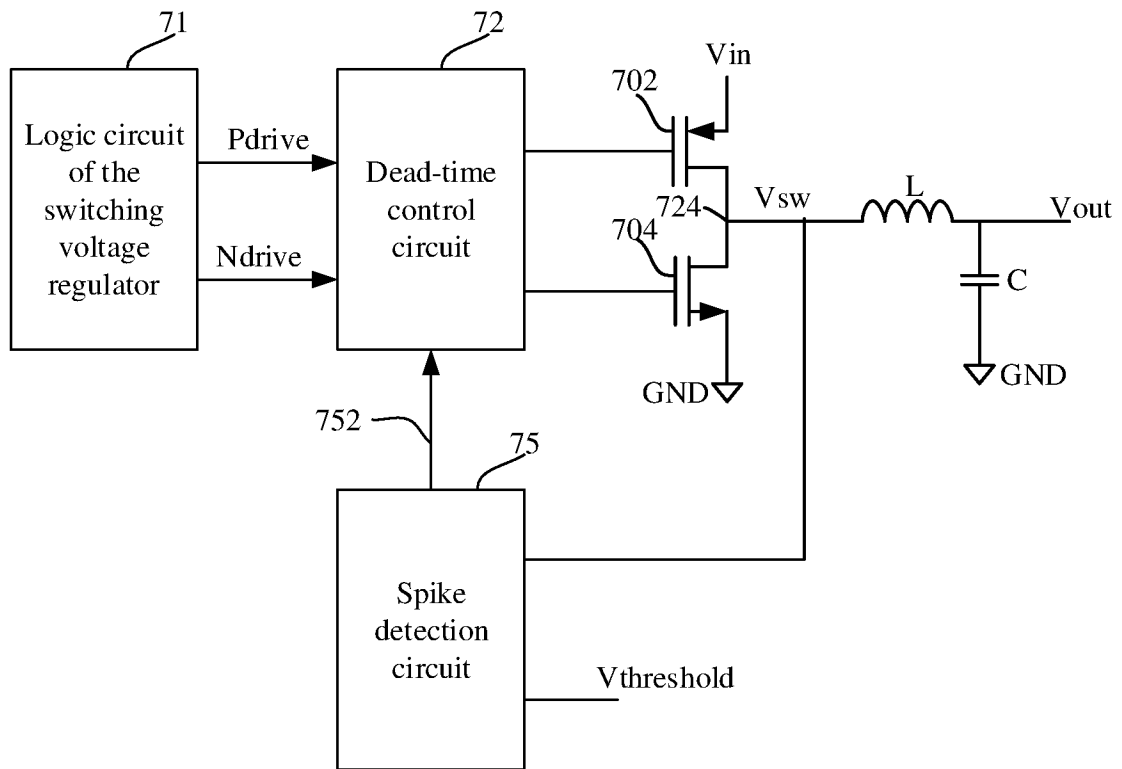 71
72
Vin
702
Logic circuit
of the
switching
voltage
regulator
Pdrive
Dead-time
control
circuit
Vsw
L
724
Vout
704
Ndrive
C
GND
GND
752
75
Spike
detection
circuit
Vthreshold